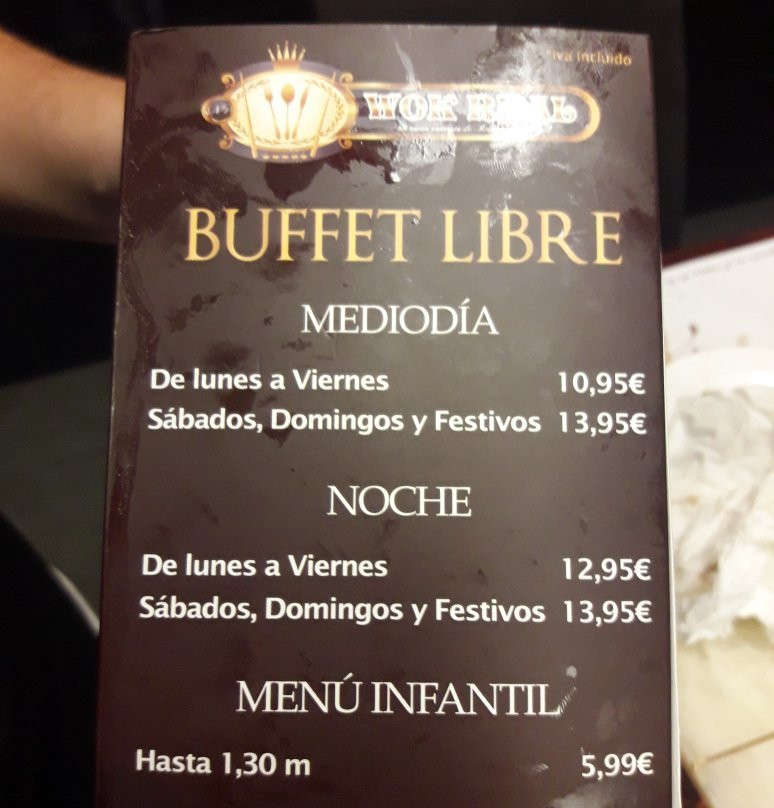 iva incluido
WOK REAL
BUFFET LIBRE
MEDIODÍA
De lunes a Viernes 10,95€
Sábados, Domingos y Festivos 13,95€
NOCHE
De lunes a Viernes 12,95€
Sábados, Domingos y Festivos 13,95€
MENÚ INFANTIL
Hasta 1,30 m 5,99€